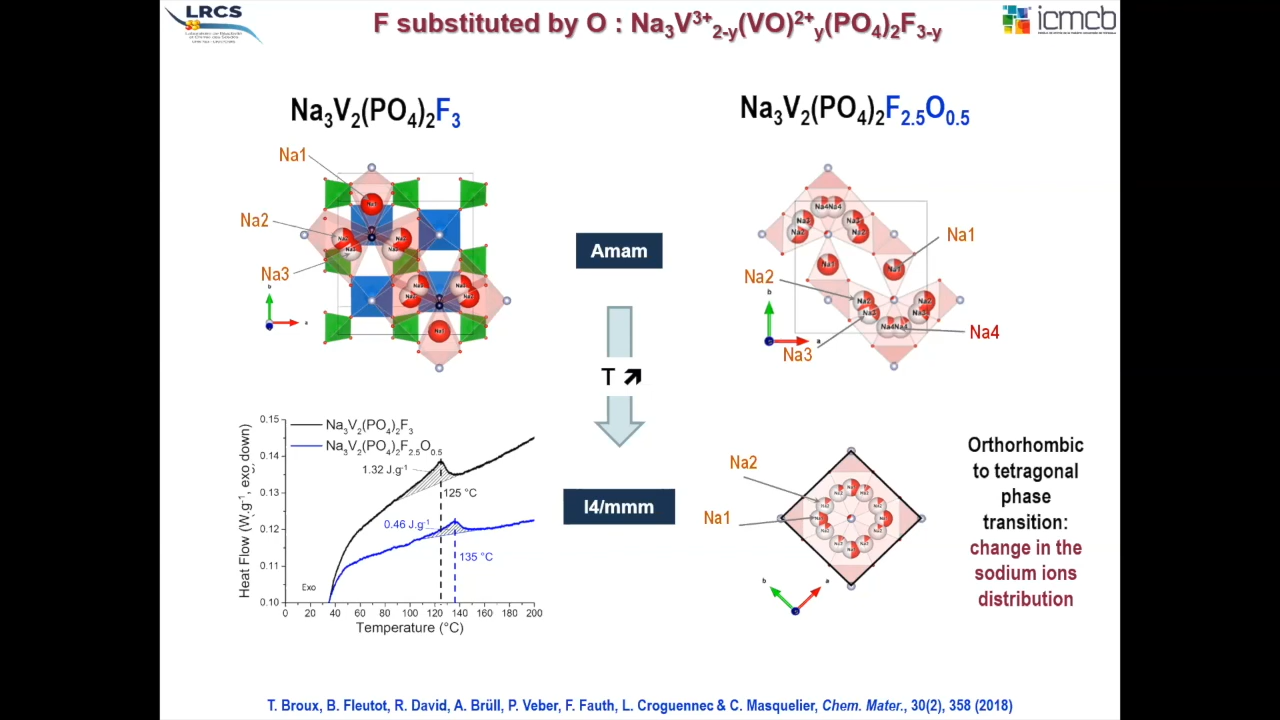 LRCS
F substituted by O : Na₃V³⁺₂₋ᵧ(VO)²⁺ᵧ(PO₄)₂F₃₋ᵧ
icmcb
Na₃V₂(PO₄)₂F₃
Na₃V₂(PO₄)₂F₂.₅O₀.₅
Na1
Na2
Na3
b
a
Amam
T
Na1
Na2
Na3
Na4
b
a
Heat Flow (W.g⁻¹, exo down)
0.15
0.14
0.13
0.12
0.11
0.10
Na₃V₂(PO₄)₂F₃
Na₃V₂(PO₄)₂F₂.₅O₀.₅
1.32 J.g⁻¹
125 °C
0.46 J.g⁻¹
135 °C
Exo
0 20 40 60 80 100 120 140 160 180 200
Temperature (°C)
I4/mmm
Na2
Na1
b
a
Orthorhombic
to tetragonal
phase
transition:
change in the
sodium ions
distribution
T. Broux, B. Fleutot, R. David, A. Brüll, P. Veber, F. Fauth, L. Croguennec & C. Masquelier, Chem. Mater., 30(2), 358 (2018)